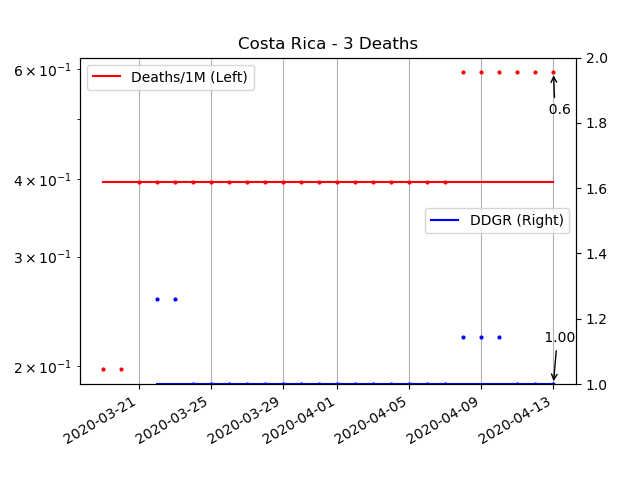 Costa Rica - 3 Deaths
Deaths/1M (Left)
DDGR (Right)
0.6
1.00
6 × 10⁻¹
4 × 10⁻¹
3 × 10⁻¹
2 × 10⁻¹
2.0
1.8
1.6
1.4
1.2
1.0
2020-03-21
2020-03-25
2020-03-29
2020-04-01
2020-04-05
2020-04-09
2020-04-13